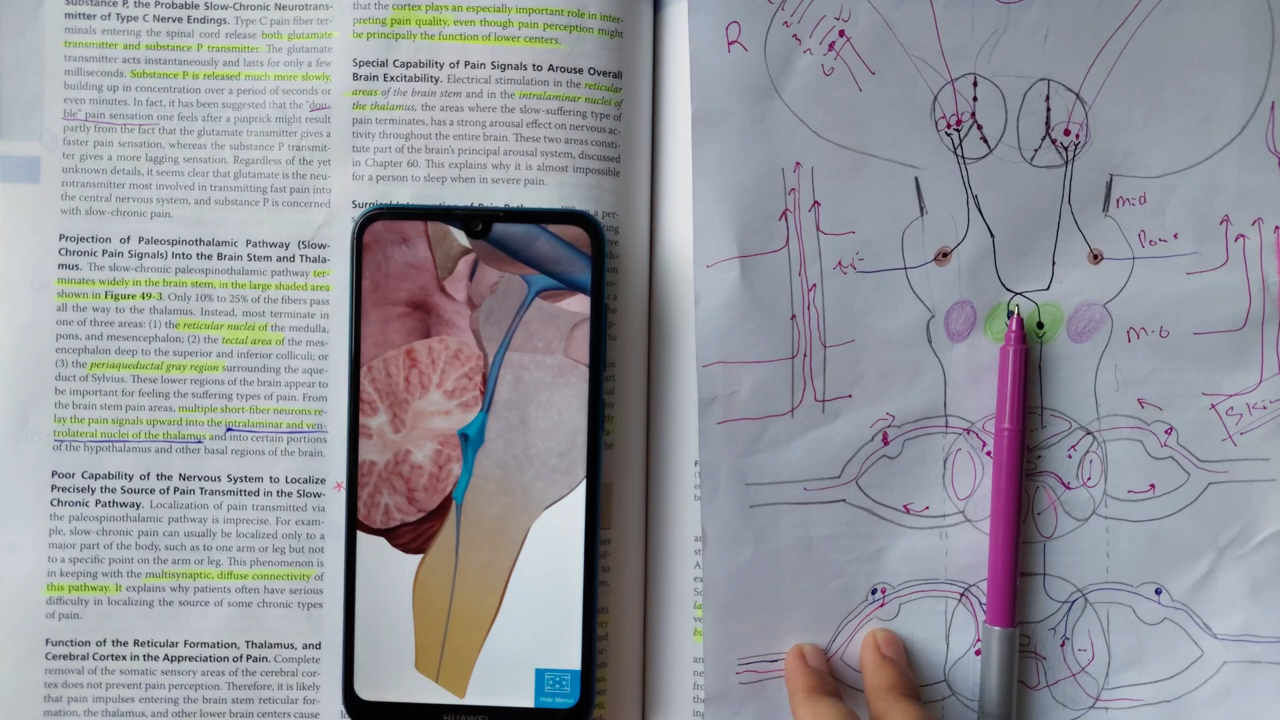 Substance P, the Probable Slow-Chronic Neurotrans-
mitter of Type C Nerve Endings. Type C pain fiber ter-
minals entering the spinal cord release both glutamate
transmitter and substance P transmitter. The glutamate
transmitter acts instantaneously and lasts for only a few
milliseconds. Substance P is released much more slowly,
building up in concentration over a period of seconds or
even minutes. In fact, it has been suggested that the "dou-
ble" pain sensation one feels after a pinprick might result
partly from the fact that the glutamate transmitter gives a
faster pain sensation, whereas the substance P transmit-
ter gives a more lagging sensation. Regardless of the yet
unknown details, it seems clear that glutamate is the neu-
rotransmitter most involved in transmitting fast pain into
the central nervous system, and substance P is concerned
with slow-chronic pain.
Projection of Paleospinothalamic Pathway (Slow-
Chronic Pain Signals) Into the Brain Stem and Thala-
mus. The slow-chronic paleospinothalamic pathway ter-
minates widely in the brain stem, in the large shaded area
shown in Figure 49-3. Only 10% to 25% of the fibers pass
all the way to the thalamus. Instead, most terminate in
one of three areas: (1) the reticular nuclei of the medulla,
pons, and mesencephalon; (2) the tectal area of the mes-
encephalon deep to the superior and inferior colliculi; or
(3) the periaqueductal gray region surrounding the aque-
duct of Sylvius. These lower regions of the brain appear to
be important for feeling the suffering types of pain. From
the brain stem pain areas, multiple short-fiber neurons re-
lay the pain signals upward into the intralaminar and ven-
trolateral nuclei of the thalamus and into certain portions
of the hypothalamus and other basal regions of the brain.
Poor Capability of the Nervous System to Localize
Precisely the Source of Pain Transmitted in the Slow-
Chronic Pathway. Localization of pain transmitted via
the paleospinothalamic pathway is imprecise. For exam-
ple, slow-chronic pain can usually be localized only to a
major part of the body, such as to one arm or leg but not
to a specific point on the arm or leg. This phenomenon is
in keeping with the multisynaptic, diffuse connectivity of
this pathway. It explains why patients often have serious
difficulty in localizing the source of some chronic types
of pain.
Function of the Reticular Formation, Thalamus, and
Cerebral Cortex in the Appreciation of Pain. Complete
removal of the somatic sensory areas of the cerebral cor-
tex does not prevent pain perception. Therefore, it is likely
that pain impulses entering the brain stem reticular for-
mation, the thalamus, and other lower brain centers cause
that the cortex plays an especially important role in inter-
preting pain quality, even though pain perception might
be principally the function of lower centers.
Special Capability of Pain Signals to Arouse Overall
Brain Excitability. Electrical stimulation in the reticular
areas of the brain stem and in the intralaminar nuclei of
the thalamus, the areas where the slow-suffering type of
pain terminates, has a strong arousal effect on nervous ac-
tivity throughout the entire brain. These two areas consti-
tute part of the brain's principal arousal system, discussed
in Chapter 60. This explains why it is almost impossible
for a person to sleep when in severe pain.
Hide Menus
HUAWEI
R
Mid
Pons
M.O
Skin